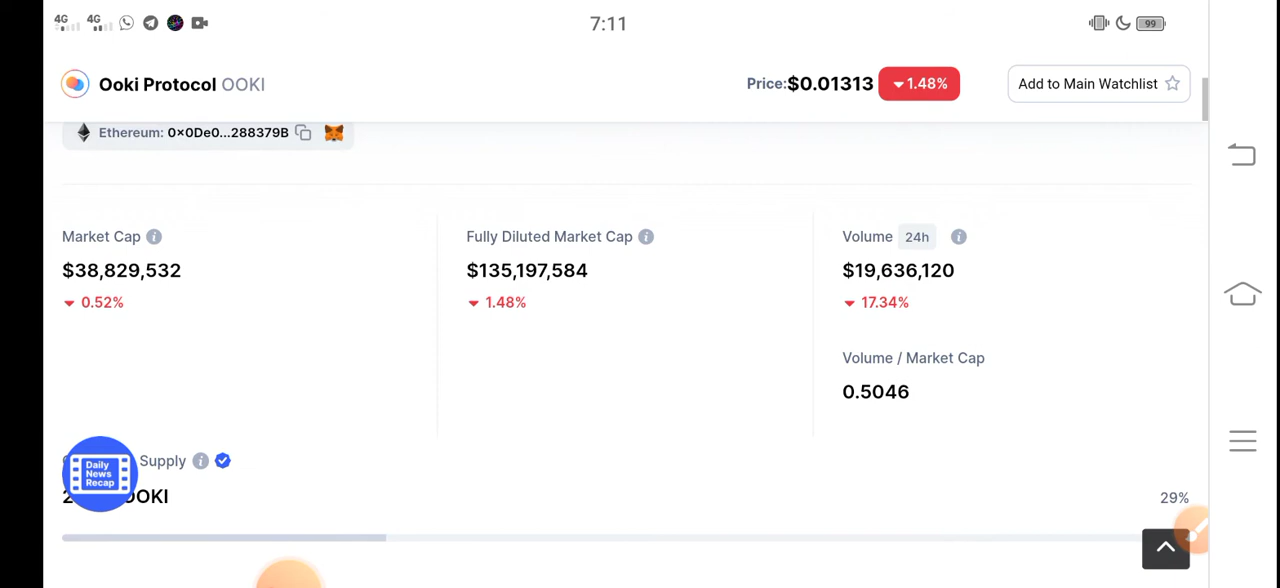 4G 4G 7:11 99
Ooki Protocol OOKI Price:$0.01313 1.48% Add to Main Watchlist
Ethereum: 0x0De0...288379B
Market Cap Fully Diluted Market Cap Volume 24h
$38,829,532 $135,197,584 $19,636,120
0.52% 1.48% 17.34%
Volume / Market Cap
0.5046
Supply
Daily
News
Recap
OOKI
29%